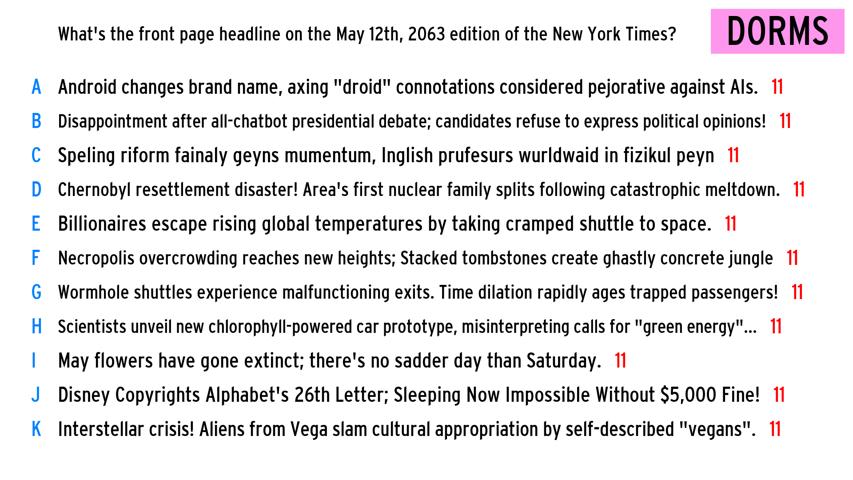 What's the front page headline on the May 12th, 2063 edition of the New York Times? DORMS
A Android changes brand name, axing "droid" connotations considered pejorative against AIs. 11
B Disappointment after all-chatbot presidential debate; candidates refuse to express political opinions! 11
C Speling riform fainaly geyns mumentum, Inglish prufesurs wurldwaid in fizikul peyn 11
D Chernobyl resettlement disaster! Area's first nuclear family splits following catastrophic meltdown. 11
E Billionaires escape rising global temperatures by taking cramped shuttle to space. 11
F Necropolis overcrowding reaches new heights; Stacked tombstones create ghastly concrete jungle 11
G Wormhole shuttles experience malfunctioning exits. Time dilation rapidly ages trapped passengers! 11
H Scientists unveil new chlorophyll-powered car prototype, misinterpreting calls for "green energy"... 11
I May flowers have gone extinct; there's no sadder day than Saturday. 11
J Disney Copyrights Alphabet's 26th Letter; Sleeping Now Impossible Without $5,000 Fine! 11
K Interstellar crisis! Aliens from Vega slam cultural appropriation by self-described "vegans". 11